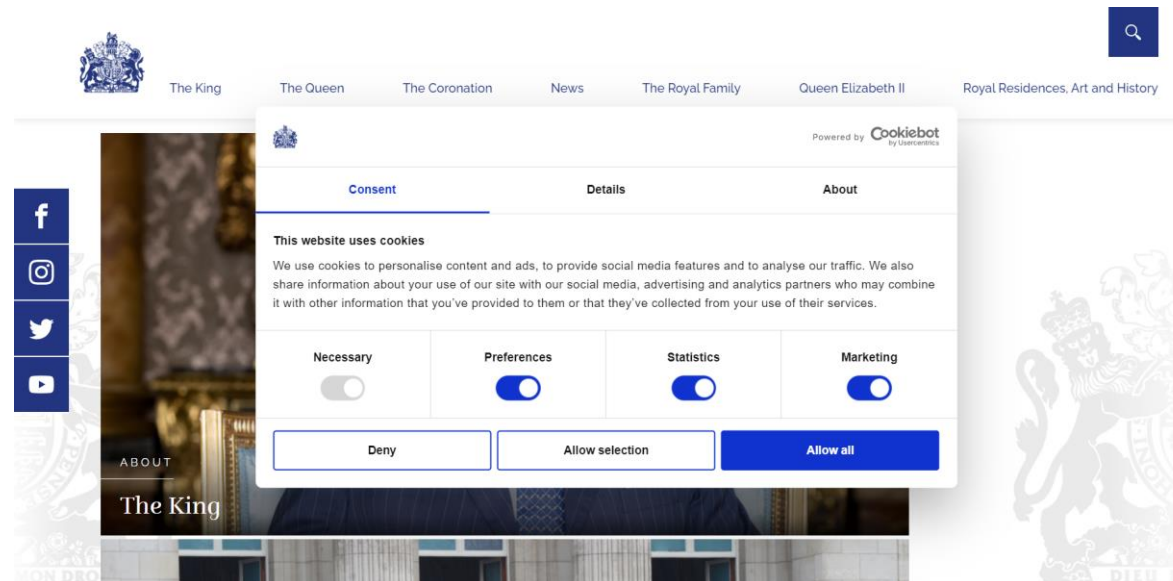 The King
The Queen
The Coronation
News
The Royal Family
Queen Elizabeth II
Royal Residences, Art and History
Powered by Cookiebot
by Usercentrics
Consent
Details
About
This website uses cookies
We use cookies to personalise content and ads, to provide social media features and to analyse our traffic. We also
share information about your use of our site with our social media, advertising and analytics partners who may combine
it with other information that you've provided to them or that they've collected from your use of their services.
Necessary
Preferences
Statistics
Marketing
Deny
Allow selection
Allow all
ABOUT
The King
MON DRO
DIEU